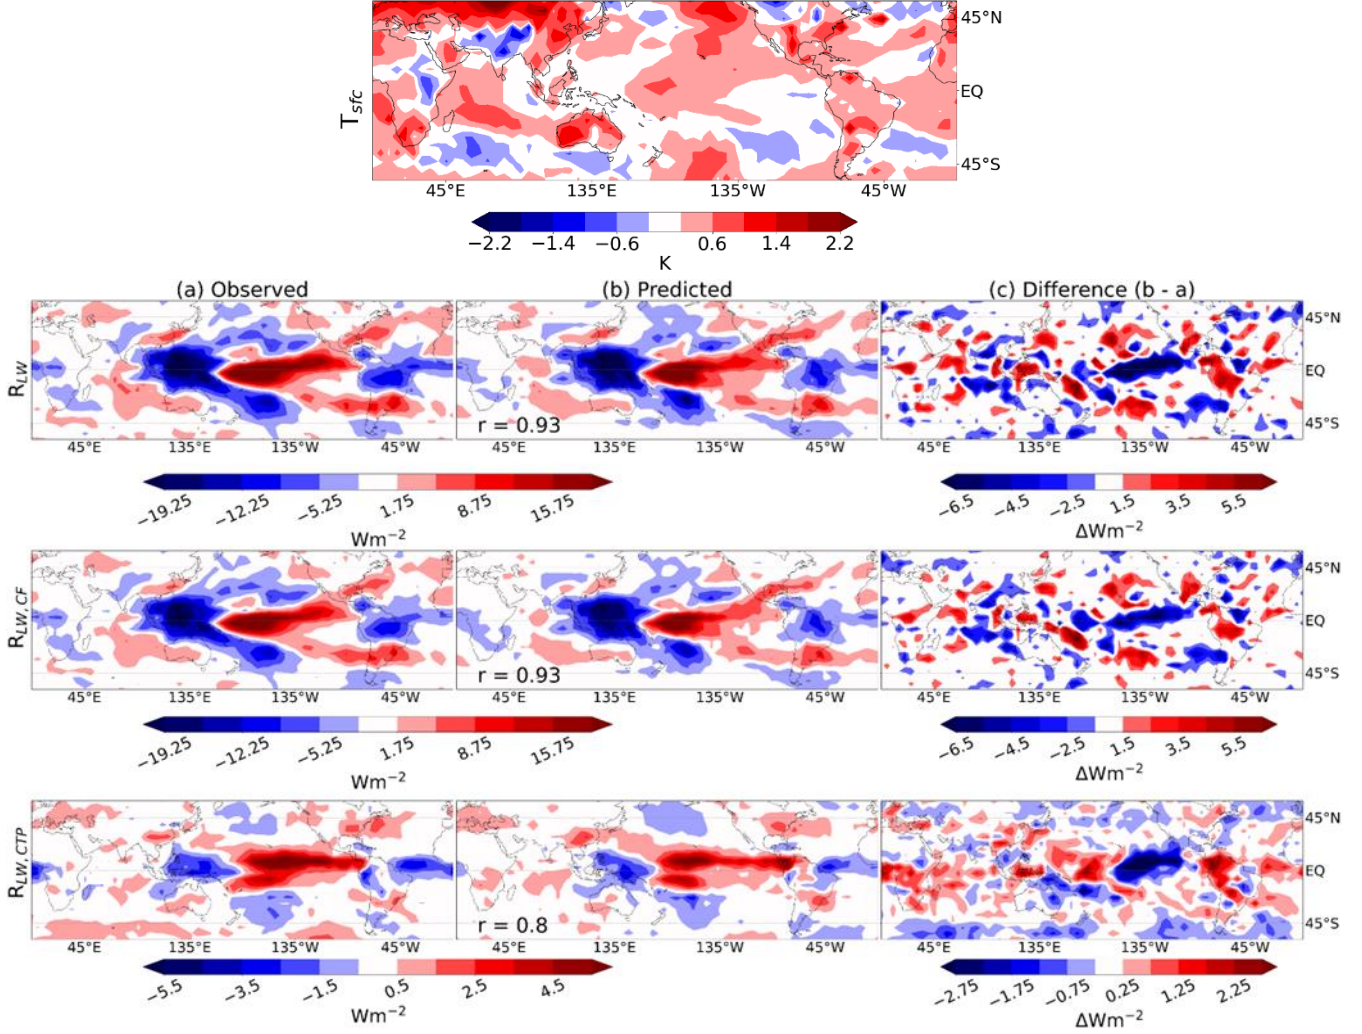 T_sfc
45°N
EQ
45°S
45°E 135°E 135°W 45°W
−2.2 −1.4 −0.6 0.6 1.4 2.2
K
(a) Observed (b) Predicted (c) Difference (b - a)
R_LW
r = 0.93
45°N
EQ
45°S
45°E 135°E 135°W 45°W 45°E 135°E 135°W 45°W 45°E 135°E 135°W 45°W
−19.25 −12.25 −5.25 1.75 8.75 15.75 −6.5 −4.5 −2.5 1.5 3.5 5.5
Wm⁻² ΔWm⁻²
R_LW, CF
r = 0.93
45°N
EQ
45°S
45°E 135°E 135°W 45°W 45°E 135°E 135°W 45°W 45°E 135°E 135°W 45°W
−19.25 −12.25 −5.25 1.75 8.75 15.75 −6.5 −4.5 −2.5 1.5 3.5 5.5
Wm⁻² ΔWm⁻²
R_LW, CTP
r = 0.8
45°N
EQ
45°S
45°E 135°E 135°W 45°W 45°E 135°E 135°W 45°W 45°E 135°E 135°W 45°W
−5.5 −3.5 −1.5 0.5 2.5 4.5 −2.75 −1.75 −0.75 0.25 1.25 2.25
Wm⁻² ΔWm⁻²